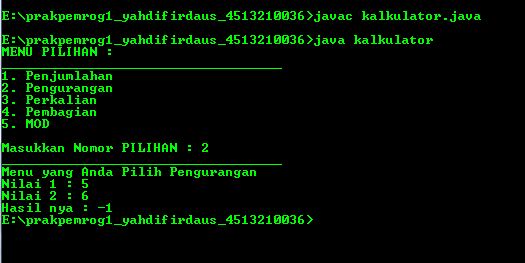 E:\prakpemrog1_yahdifirdaus_4513210036>javac kalkulator.java
E:\prakpemrog1_yahdifirdaus_4513210036>java kalkulator
MENU PILIHAN :
___________________________________
1. Penjumlahan
2. Pengurangan
3. Perkalian
4. Pembagian
5. MOD
Masukkan Nomor PILIHAN : 2
___________________________________
Menu yang Anda Pilih Pengurangan
Nilai 1 : 5
Nilai 2 : 6
Hasil nya : -1
E:\prakpemrog1_yahdifirdaus_4513210036>